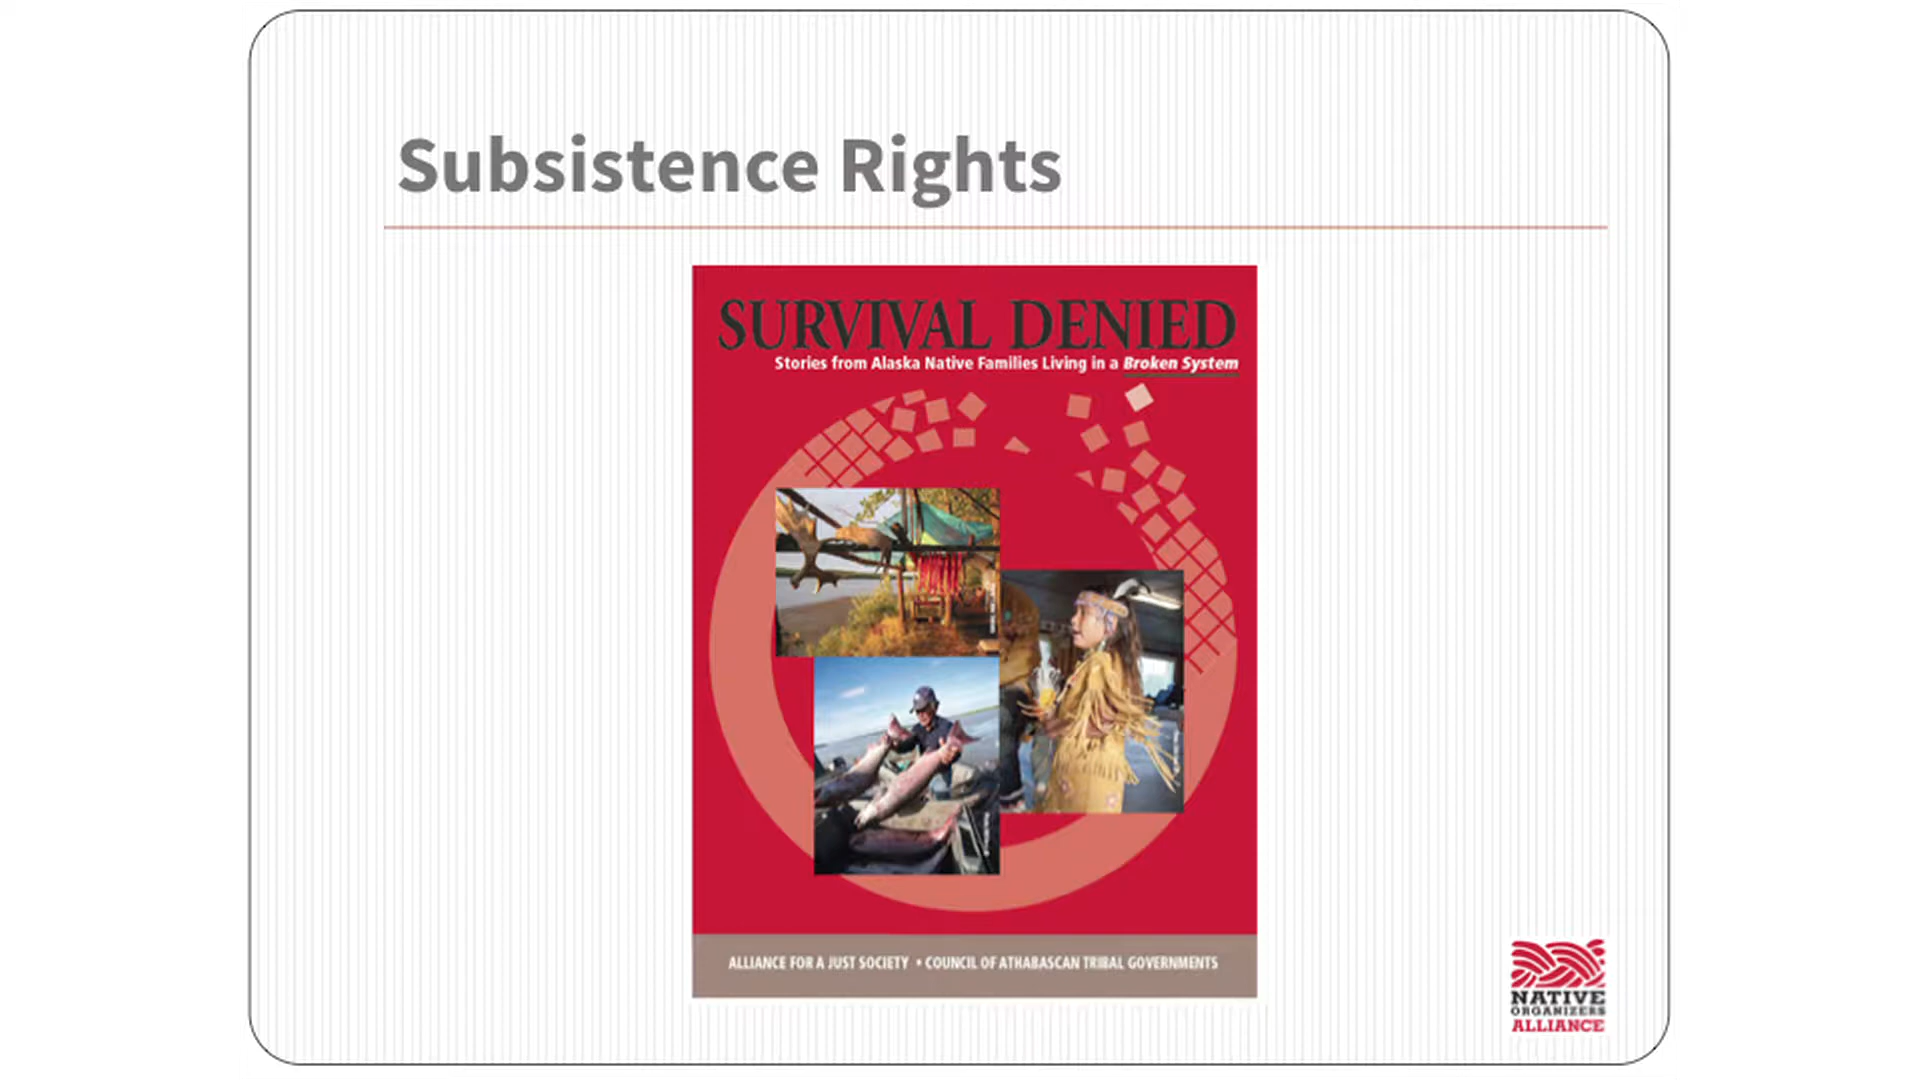 Subsistence Rights
SURVIVAL DENIED
Stories from Alaska Native Families Living in a Broken System
ALLIANCE FOR A JUST SOCIETY • COUNCIL OF ATHABASCAN TRIBAL GOVERNMENTS
NATIVE
ORGANIZERS
ALLIANCE